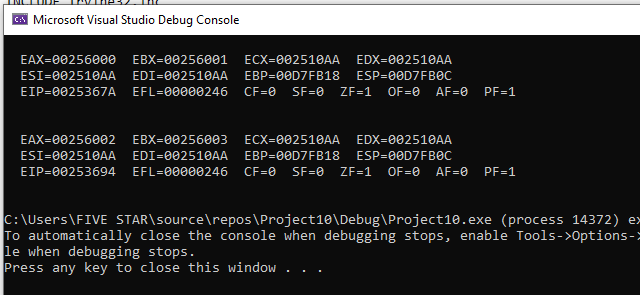 INCLUDE Irvine32.inc
Microsoft Visual Studio Debug Console
EAX=00256000 EBX=00256001 ECX=002510AA EDX=002510AA
ESI=002510AA EDI=002510AA EBP=00D7FB18 ESP=00D7FB0C
EIP=0025367A EFL=00000246 CF=0 SF=0 ZF=1 OF=0 AF=0 PF=1
EAX=00256002 EBX=00256003 ECX=002510AA EDX=002510AA
ESI=002510AA EDI=002510AA EBP=00D7FB18 ESP=00D7FB0C
EIP=00253694 EFL=00000246 CF=0 SF=0 ZF=1 OF=0 AF=0 PF=1
C:\Users\FIVE STAR\source\repos\Project10\Debug\Project10.exe (process 14372) ex
To automatically close the console when debugging stops, enable Tools->Options->
le when debugging stops.
Press any key to close this window . . .